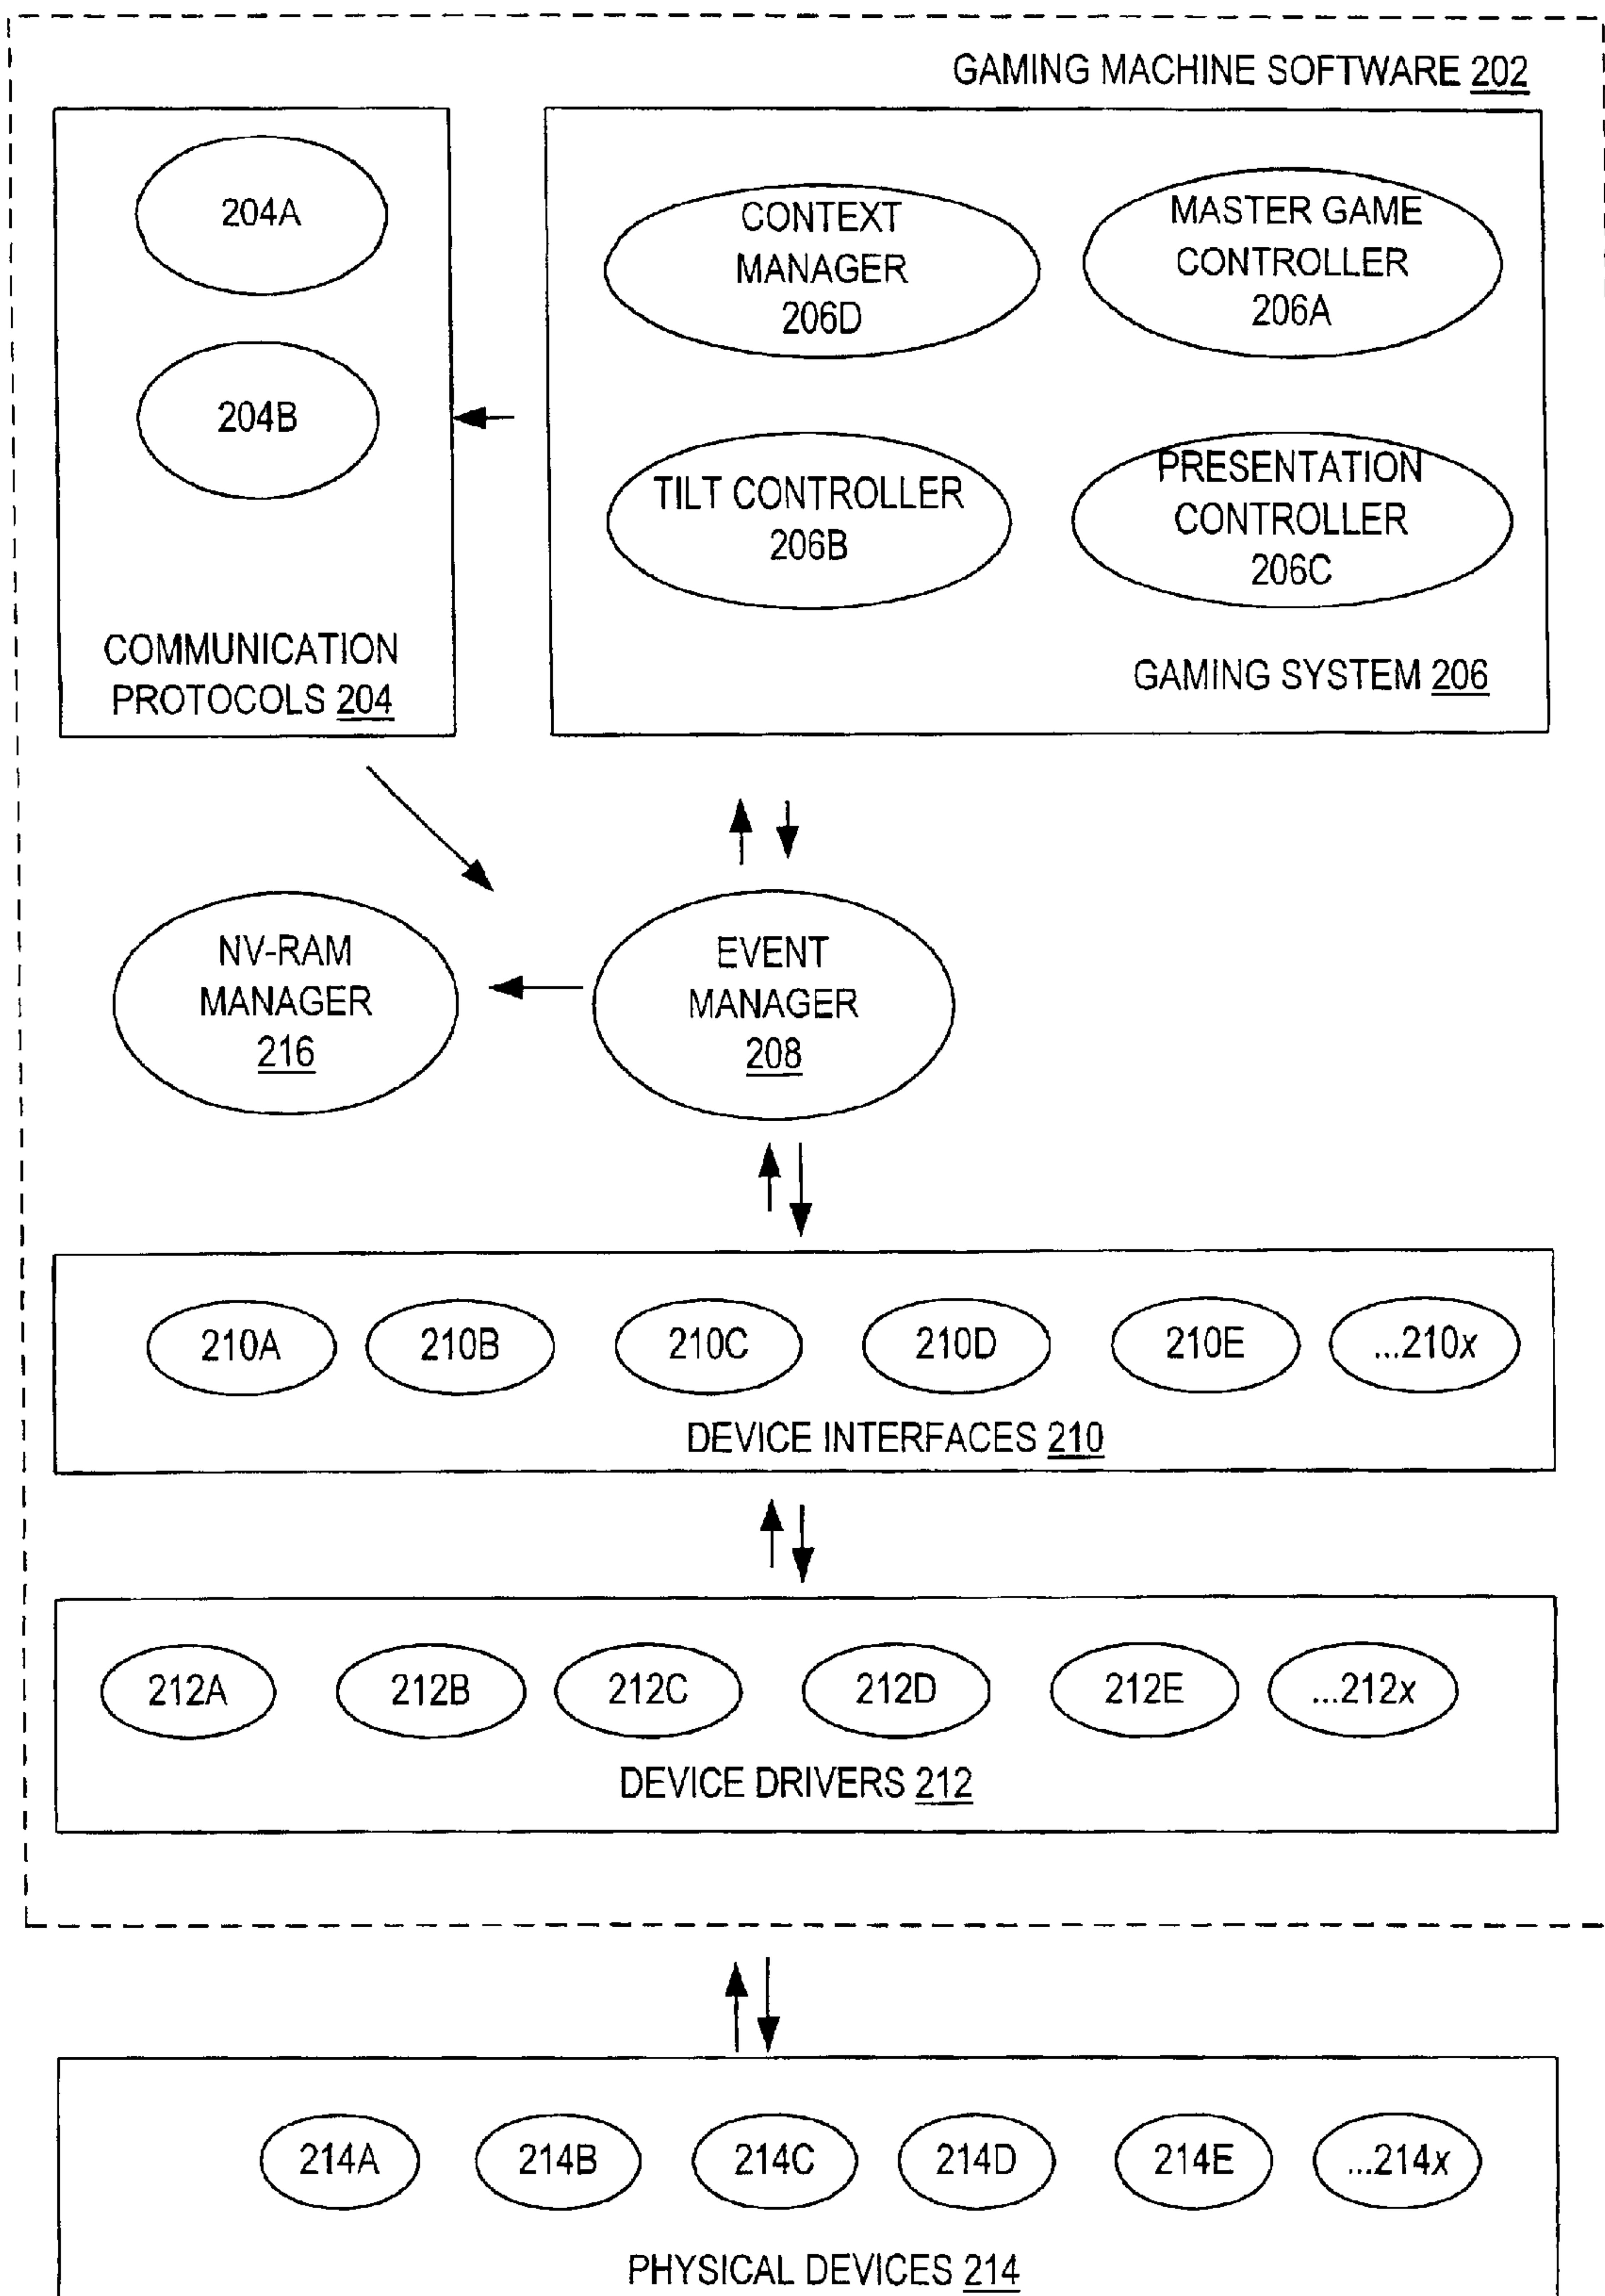 GAMING MACHINE SOFTWARE 202
204A
204B
COMMUNICATION
PROTOCOLS 204
CONTEXT
MANAGER
206D
MASTER GAME
CONTROLLER
206A
TILT CONTROLLER
206B
PRESENTATION
CONTROLLER
206C
GAMING SYSTEM 206
NV-RAM
MANAGER
216
EVENT
MANAGER
208
210A 210B 210C 210D 210E ...210x
DEVICE INTERFACES 210
212A 212B 212C 212D 212E ...212x
DEVICE DRIVERS 212
214A 214B 214C 214D 214E ...214x
PHYSICAL DEVICES 214